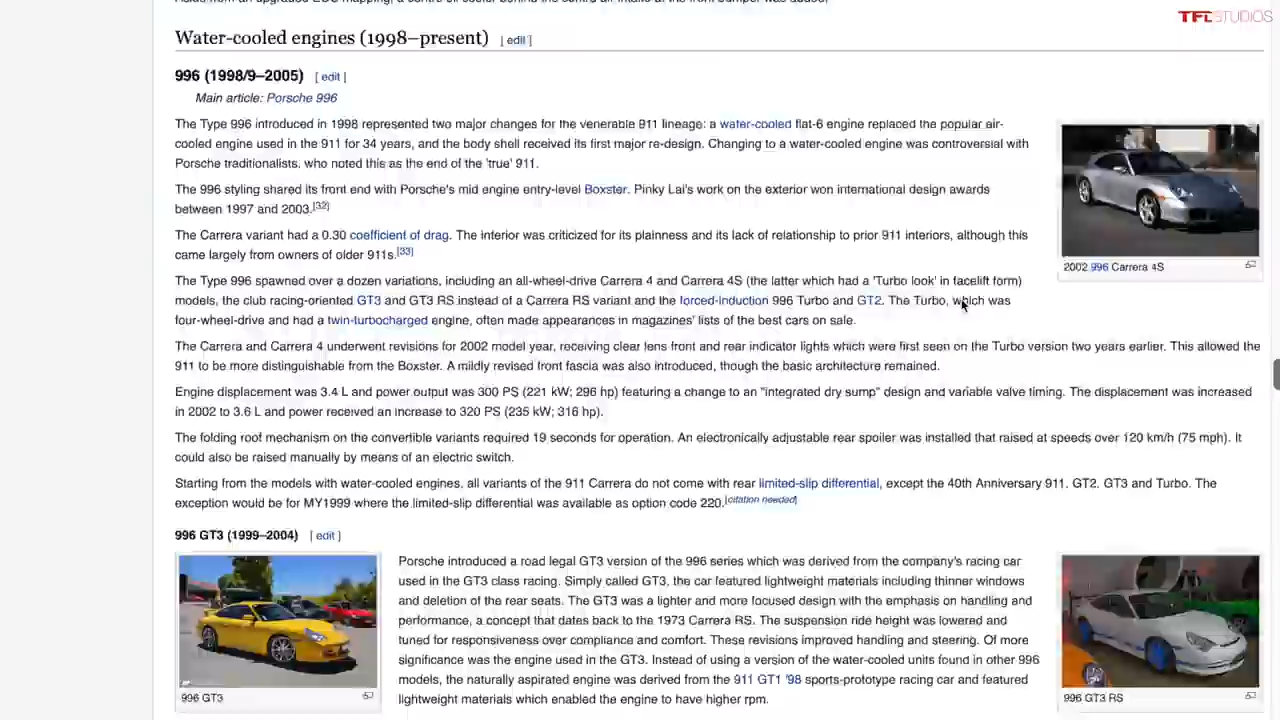 TFLSTUDIOS
Water-cooled engines (1998–present) [ edit ]
996 (1998/9–2005) [ edit ]
Main article: Porsche 996
The Type 996 introduced in 1998 represented two major changes for the venerable 911 lineage: a water-cooled flat-6 engine replaced the popular air-
cooled engine used in the 911 for 34 years, and the body shell received its first major re-design. Changing to a water-cooled engine was controversial with
Porsche traditionalists, who noted this as the end of the 'true' 911.
The 996 styling shared its front end with Porsche's mid engine entry-level Boxster. Pinky Lai's work on the exterior won international design awards
between 1997 and 2003.[32]
The Carrera variant had a 0.30 coefficient of drag. The interior was criticized for its plainness and its lack of relationship to prior 911 interiors, although this
came largely from owners of older 911s.[33]
2002 996 Carrera 4S
The Type 996 spawned over a dozen variations, including an all-wheel-drive Carrera 4 and Carrera 4S (the latter which had a 'Turbo look' in facelift form)
models, the club racing-oriented GT3 and GT3 RS instead of a Carrera RS variant and the forced-induction 996 Turbo and GT2. The Turbo, which was
four-wheel-drive and had a twin-turbocharged engine, often made appearances in magazines' lists of the best cars on sale.
The Carrera and Carrera 4 underwent revisions for 2002 model year, receiving clear lens front and rear indicator lights which were first seen on the Turbo version two years earlier. This allowed the
911 to be more distinguishable from the Boxster. A mildly revised front fascia was also introduced, though the basic architecture remained.
Engine displacement was 3.4 L and power output was 300 PS (221 kW; 296 hp) featuring a change to an "integrated dry sump" design and variable valve timing. The displacement was increased
in 2002 to 3.6 L and power received an increase to 320 PS (235 kW; 316 hp).
The folding roof mechanism on the convertible variants required 19 seconds for operation. An electronically adjustable rear spoiler was installed that raised at speeds over 120 km/h (75 mph). It
could also be raised manually by means of an electric switch.
Starting from the models with water-cooled engines, all variants of the 911 Carrera do not come with rear limited-slip differential, except the 40th Anniversary 911, GT2, GT3 and Turbo. The
exception would be for MY1999 where the limited-slip differential was available as option code 220.[citation needed]
996 GT3 (1999–2004) [ edit ]
Porsche introduced a road legal GT3 version of the 996 series which was derived from the company's racing car
used in the GT3 class racing. Simply called GT3, the car featured lightweight materials including thinner windows
and deletion of the rear seats. The GT3 was a lighter and more focused design with the emphasis on handling and
performance, a concept that dates back to the 1973 Carrera RS. The suspension ride height was lowered and
tuned for responsiveness over compliance and comfort. These revisions improved handling and steering. Of more
significance was the engine used in the GT3. Instead of using a version of the water-cooled units found in other 996
models, the naturally aspirated engine was derived from the 911 GT1 '98 sports-prototype racing car and featured
lightweight materials which enabled the engine to have higher rpm.
996 GT3
996 GT3 RS